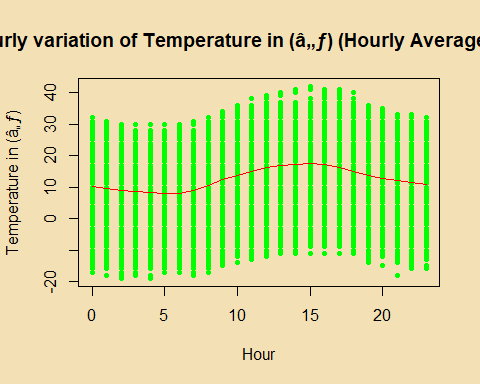 urly variation of Temperature in (â„ƒ) (Hourly Average
Temperature in (â„ƒ)
40
30
20
10
0
-20
0 5 10 15 20
Hour